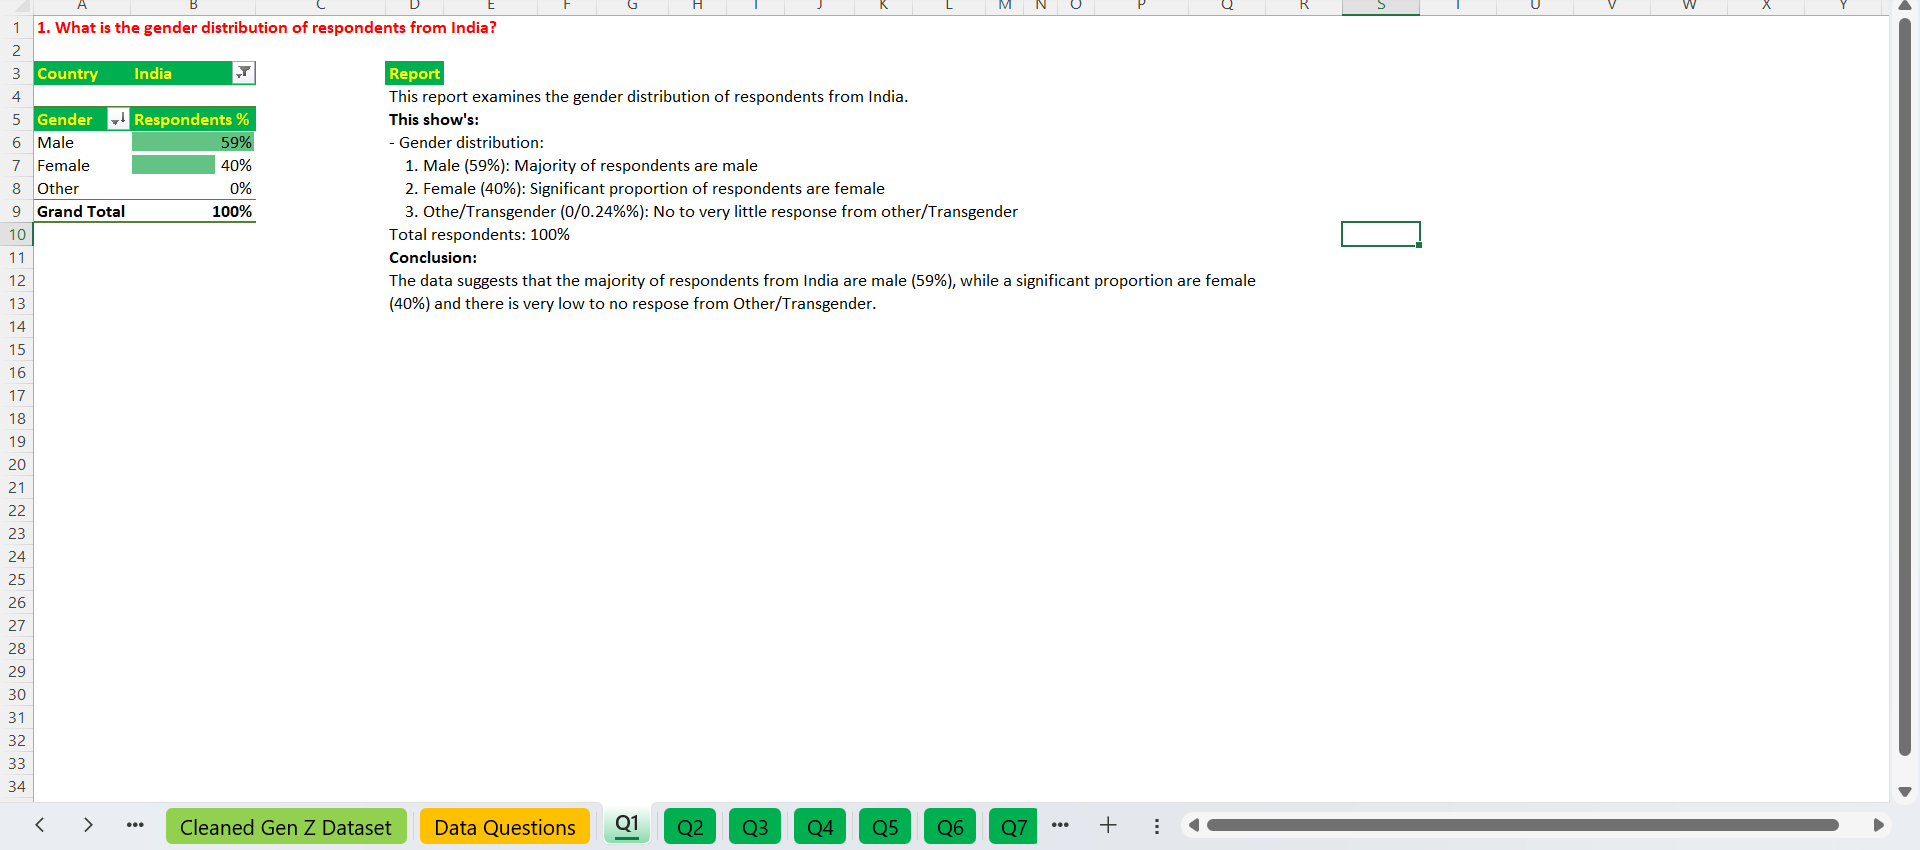 A B C D E F G H I J K L M N O P Q R S T U V W X Y
1 1. What is the gender distribution of respondents from India?
2
3 Country India Report
4 This report examines the gender distribution of respondents from India.
5 Gender Respondents % This show's:
6 Male 59% - Gender distribution:
7 Female 40% 1. Male (59%): Majority of respondents are male
8 Other 0% 2. Female (40%): Significant proportion of respondents are female
9 Grand Total 100% 3. Othe/Transgender (0/0.24%%): No to very little response from other/Transgender
10 Total respondents: 100%
11 Conclusion:
12 The data suggests that the majority of respondents from India are male (59%), while a significant proportion are female
13 (40%) and there is very low to no respose from Other/Transgender.
14
15
16
17
18
19
20
21
22
23
24
25
26
27
28
29
30
31
32
33
34
Cleaned Gen Z Dataset Data Questions Q1 Q2 Q3 Q4 Q5 Q6 Q7